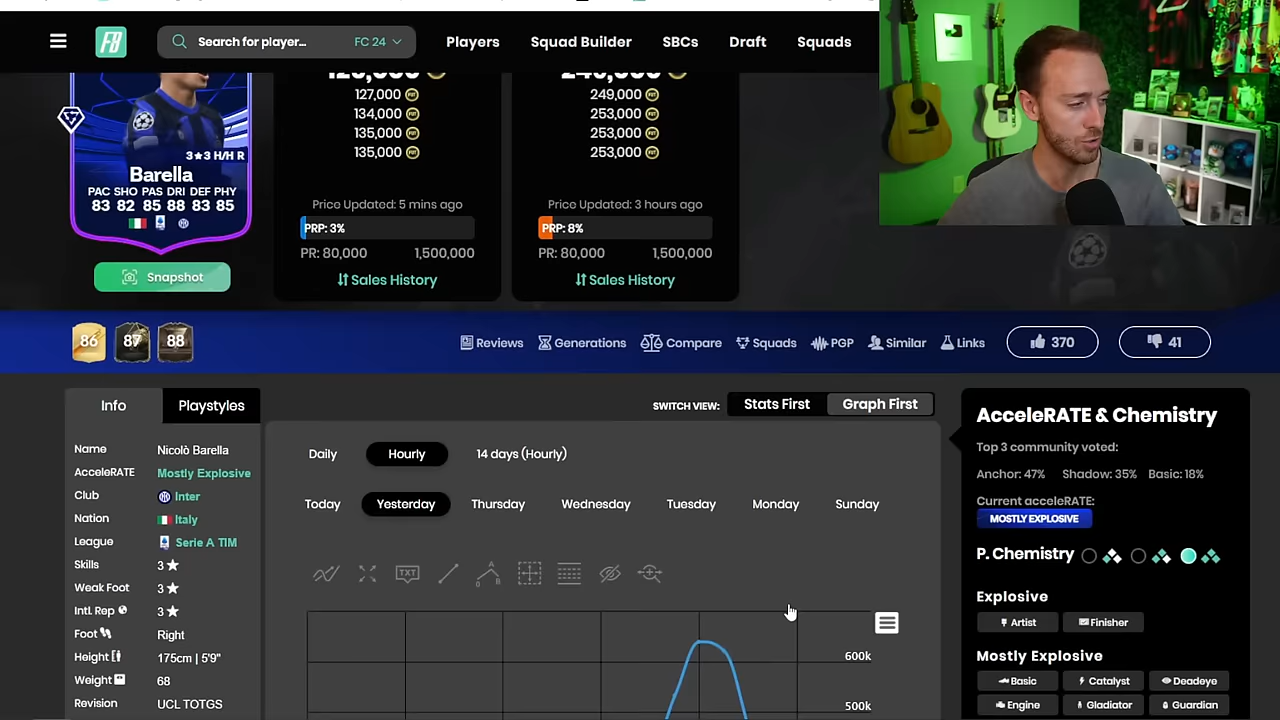 FB
Search for player...
FC 24
Players
Squad Builder
SBCs
Draft
Squads
127,000
134,000
135,000
135,000
249,000
253,000
253,000
253,000
3★3 H/H R
Barella
PAC SHO PAS DRI DEF PHY
83 82 85 88 83 85
Price Updated: 5 mins ago
PRP: 3%
PR: 80,000
1,500,000
Sales History
Price Updated: 3 hours ago
PRP: 8%
PR: 80,000
1,500,000
Sales History
Snapshot
86
87
88
Reviews
Generations
Compare
Squads
PGP
Similar
Links
370
41
Info
Playstyles
SWITCH VIEW:
Stats First
Graph First
Name
Nicolò Barella
AcceleRATE
Mostly Explosive
Club
Inter
Nation
Italy
League
Serie A TIM
Skills
3★
Weak Foot
3★
Intl. Rep
3★
Foot
Right
Height
175cm | 5'9"
Weight
68
Revision
UCL TOTGS
Daily
Hourly
14 days (Hourly)
Today
Yesterday
Thursday
Wednesday
Tuesday
Monday
Sunday
TXT
600k
500k
AcceleRATE & Chemistry
Top 3 community voted:
Anchor: 47%
Shadow: 35%
Basic: 18%
Current acceleRATE:
MOSTLY EXPLOSIVE
P. Chemistry
Explosive
Artist
Finisher
Mostly Explosive
Basic
Catalyst
Deadeye
Engine
Gladiator
Guardian